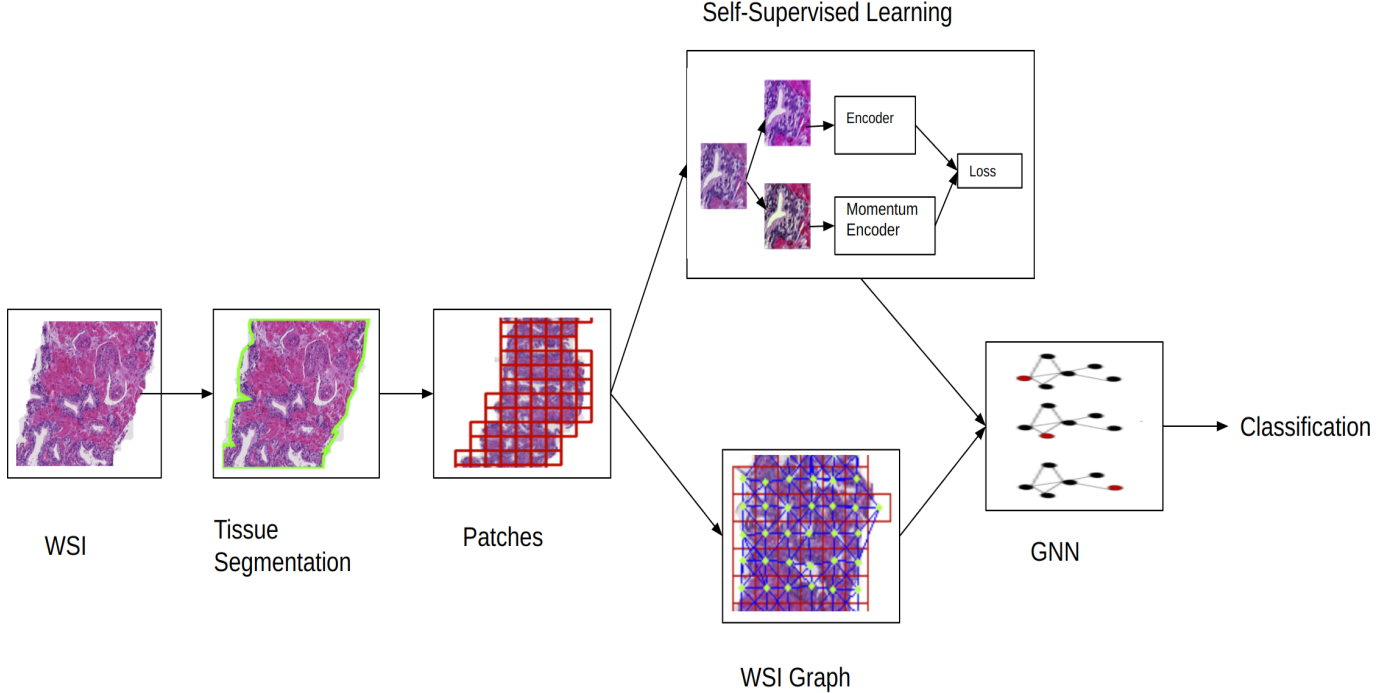 Self-Supervised Learning
Encoder
Loss
Momentum
Encoder
WSI
Tissue
Segmentation
Patches
WSI Graph
GNN
Classification